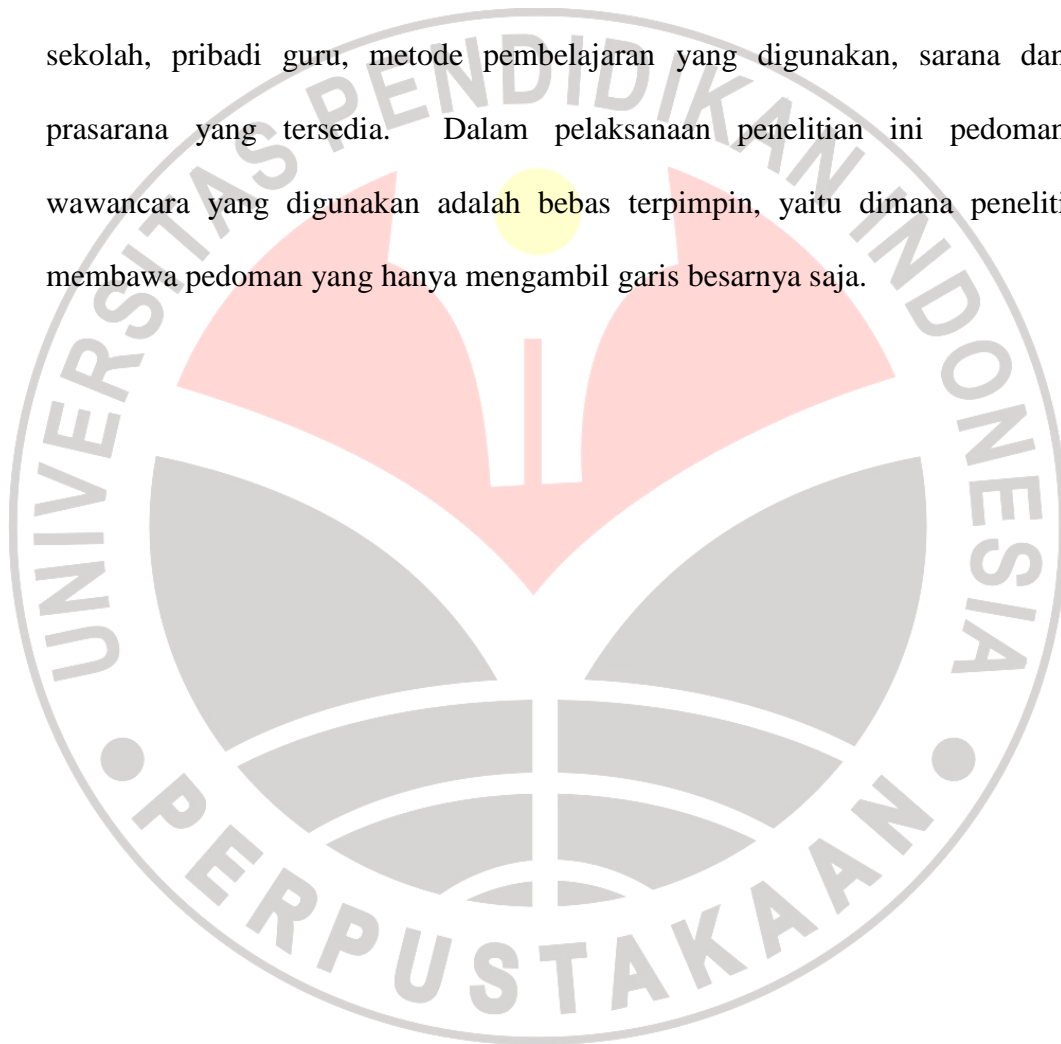 sekolah, pribadi guru, metode pembelajaran yang digunakan, sarana dan
prasarana yang tersedia. Dalam pelaksanaan penelitian ini pedoman
wawancara yang digunakan adalah bebas terpimpin, yaitu dimana peneliti
membawa pedoman yang hanya mengambil garis besarnya saja.
UNIVERSITAS PENDIDIKAN INDONESIA
PERPUSTAKAAN